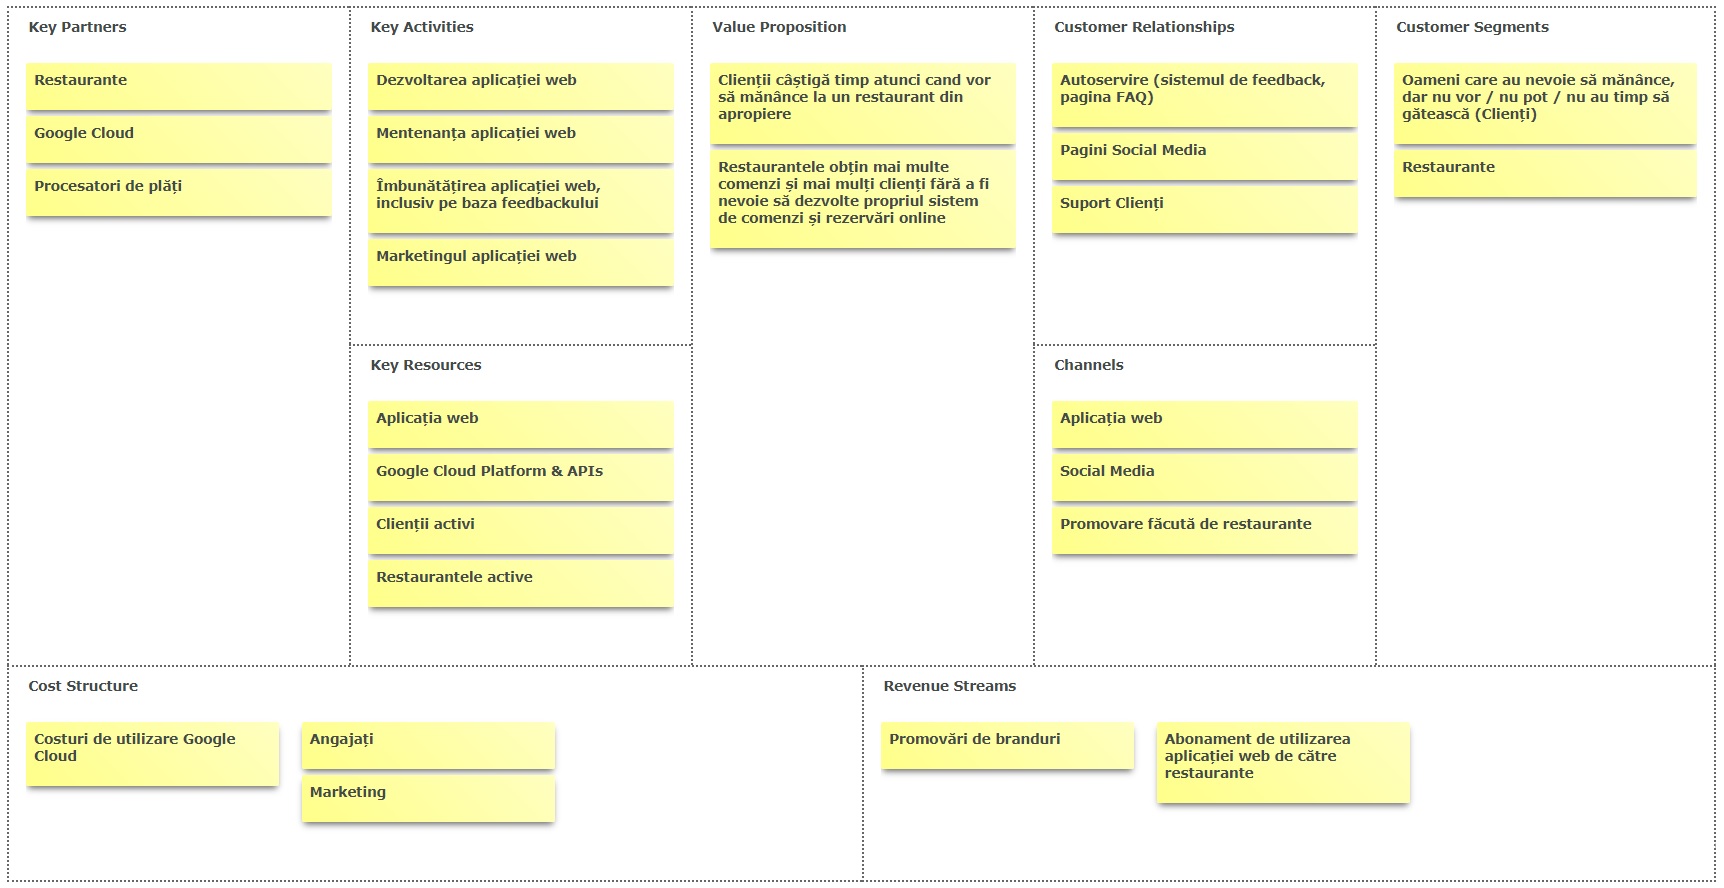 Key Partners
Restaurante
Google Cloud
Procesatori de plăți
Key Activities
Dezvoltarea aplicației web
Mentenanța aplicației web
Îmbunătățirea aplicației web,
inclusiv pe baza feedbackului
Marketingul aplicației web
Key Resources
Aplicația web
Google Cloud Platform & APIs
Clienții activi
Restaurantele active
Value Proposition
Clienții câștigă timp atunci cand vor
să mănânce la un restaurant din
apropiere
Restaurantele obțin mai multe
comenzi și mai mulți clienți fără a fi
nevoie să dezvolte propriul sistem
de comenzi și rezervări online
Customer Relationships
Autoservire (sistemul de feedback,
pagina FAQ)
Pagini Social Media
Suport Clienți
Channels
Aplicația web
Social Media
Promovare făcută de restaurante
Customer Segments
Oameni care au nevoie să mănânce,
dar nu vor / nu pot / nu au timp să
gătească (Clienți)
Restaurante
Cost Structure
Costuri de utilizare Google
Cloud
Angajați
Marketing
Revenue Streams
Promovări de branduri
Abonament de utilizarea
aplicației web de către
restaurante